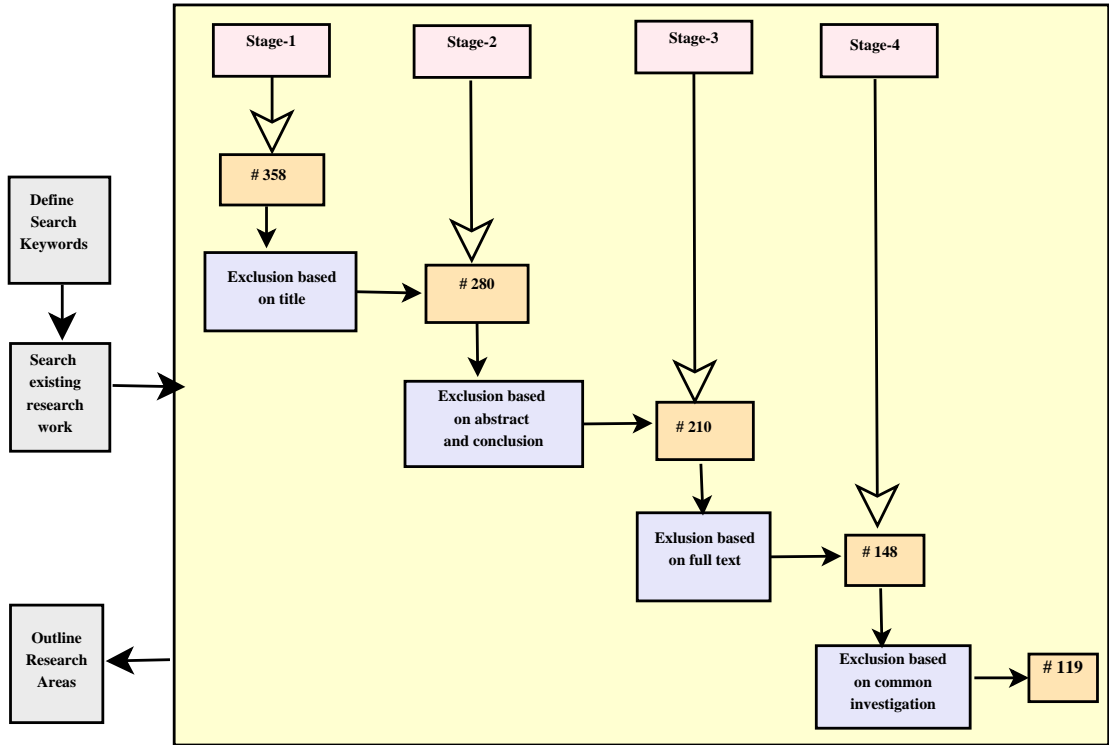 Stage-1
Stage-2
Stage-3
Stage-4
# 358
Define
Search
Keywords
Exclusion based
on title
# 280
Search
existing
research
work
Exclusion based
on abstract
and conclusion
# 210
Exlusion based
on full text
# 148
Outline
Research
Areas
Exclusion based
on common
investigation
# 119